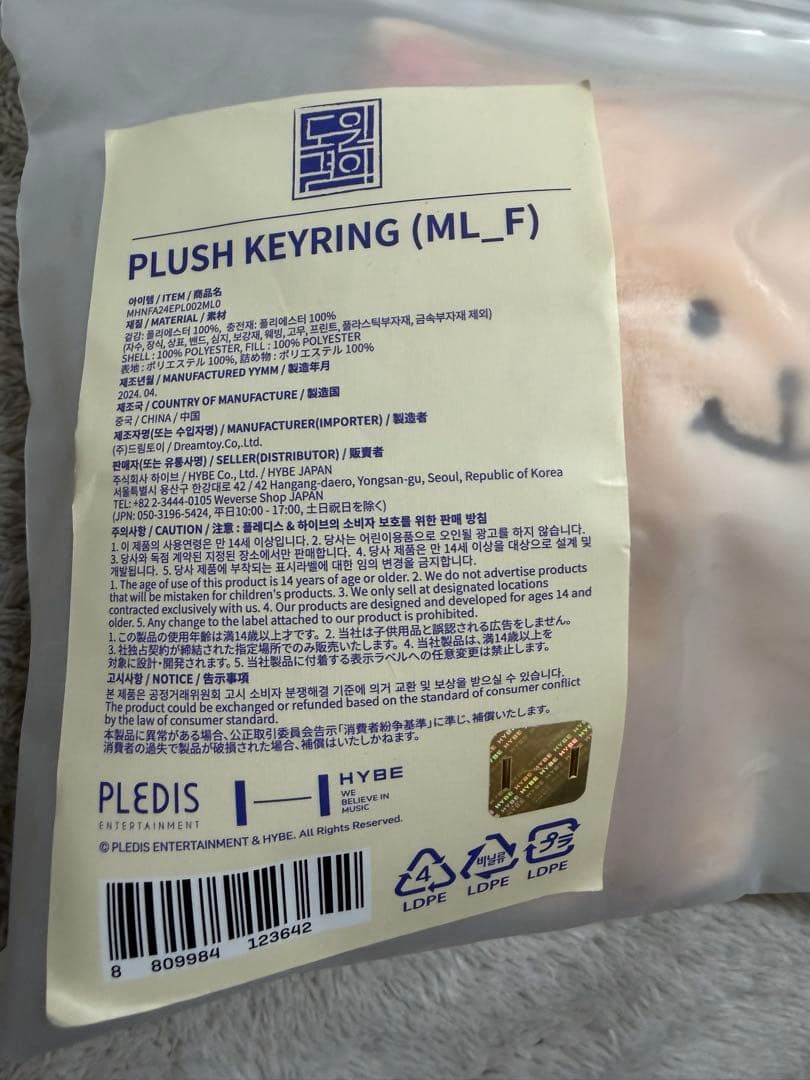 도원결의
PLUSH KEYRING (ML_F)
아이템 / ITEM / 商品名
MHNFA24EPL002ML0
재질 / MATERIAL / 素材
겉감: 폴리에스터 100%, 충전재: 폴리에스터 100%
(자수, 장식, 상표, 밴드, 심지, 보강재, 웨빙, 고무, 프린트, 플라스틱부자재, 금속부자재 제외)
SHELL : 100% POLYESTER, FILL : 100% POLYESTER
表地 : ポリエステル 100%, 詰め物 : ポリエステル 100%
제조년월 / MANUFACTURED YYMM / 製造年月
2024. 04.
제조국 / COUNTRY OF MANUFACTURE / 製造国
중국 / CHINA / 中国
제조자명(또는 수입자명) / MANUFACTURER(IMPORTER) / 製造者
(주)드림토이 / Dreamtoy.Co,.Ltd.
판매자(또는 유통사명) / SELLER(DISTRIBUTOR) / 販賣者
주식회사 하이브 / HYBE Co., Ltd. / HYBE JAPAN
서울특별시 용산구 한강대로 42 / 42 Hangang-daero, Yongsan-gu, Seoul, Republic of Korea
TEL: +82 2-3444-0105 Weverse Shop JAPAN
(JPN: 050-3196-5424, 平日10:00 - 17:00, 土日祝日を除く)
주의사항 / CAUTION / 注意 : 플레디스 & 하이브의 소비자 보호를 위한 판매 방침
1. 이 제품의 사용연령은 만 14세 이상입니다. 2. 당사는 어린이용품으로 오인될 광고를 하지 않습니다.
3. 당사와 독점 계약된 지정된 장소에서만 판매합니다. 4. 당사 제품은 만 14세 이상을 대상으로 설계 및
개발됩니다. 5. 당사 제품에 부착되는 표시라벨에 대한 임의 변경을 금지합니다.
1. The age of use of this product is 14 years of age or older. 2. We do not advertise products
that will be mistaken for children's products. 3. We only sell at designated locations
contracted exclusively with us. 4. Our products are designed and developed for ages 14 and
older. 5. Any change to the label attached to our product is prohibited.
1. この製品の使用年齢は満14歳以上才です。 2. 当社は子供用品と誤認される広告をしません。
3. 社独占契約が締結された指定場所でのみ販売いたします。 4. 当社製品は、満14歳以上を
対象に設計・開発されます。 5. 当社製品に付着する表示ラベルへの任意変更は禁止します。
고시사항 / NOTICE / 告示事項
본 제품은 공정거래위원회 고시 소비자 분쟁해결 기준에 의거 교환 및 보상을 받으실 수 있습니다.
The product could be exchanged or refunded based on the standard of consumer conflict
by the law of consumer standard.
本製品に異常がある場合、公正取引委員会告示「消費者紛争基準」に準じ、補償いたします。
消費者の過失で製品が破損された場合、補償はいたしかねます。
PLEDIS
ENTERTAINMENT
HYBE
WE
BELIEVE IN
MUSIC
© PLEDIS ENTERTAINMENT & HYBE. All Rights Reserved.
8 809984 123642
4
LDPE
비닐류
LDPE
プラ
LDPE
HYBE HYBE HYBE